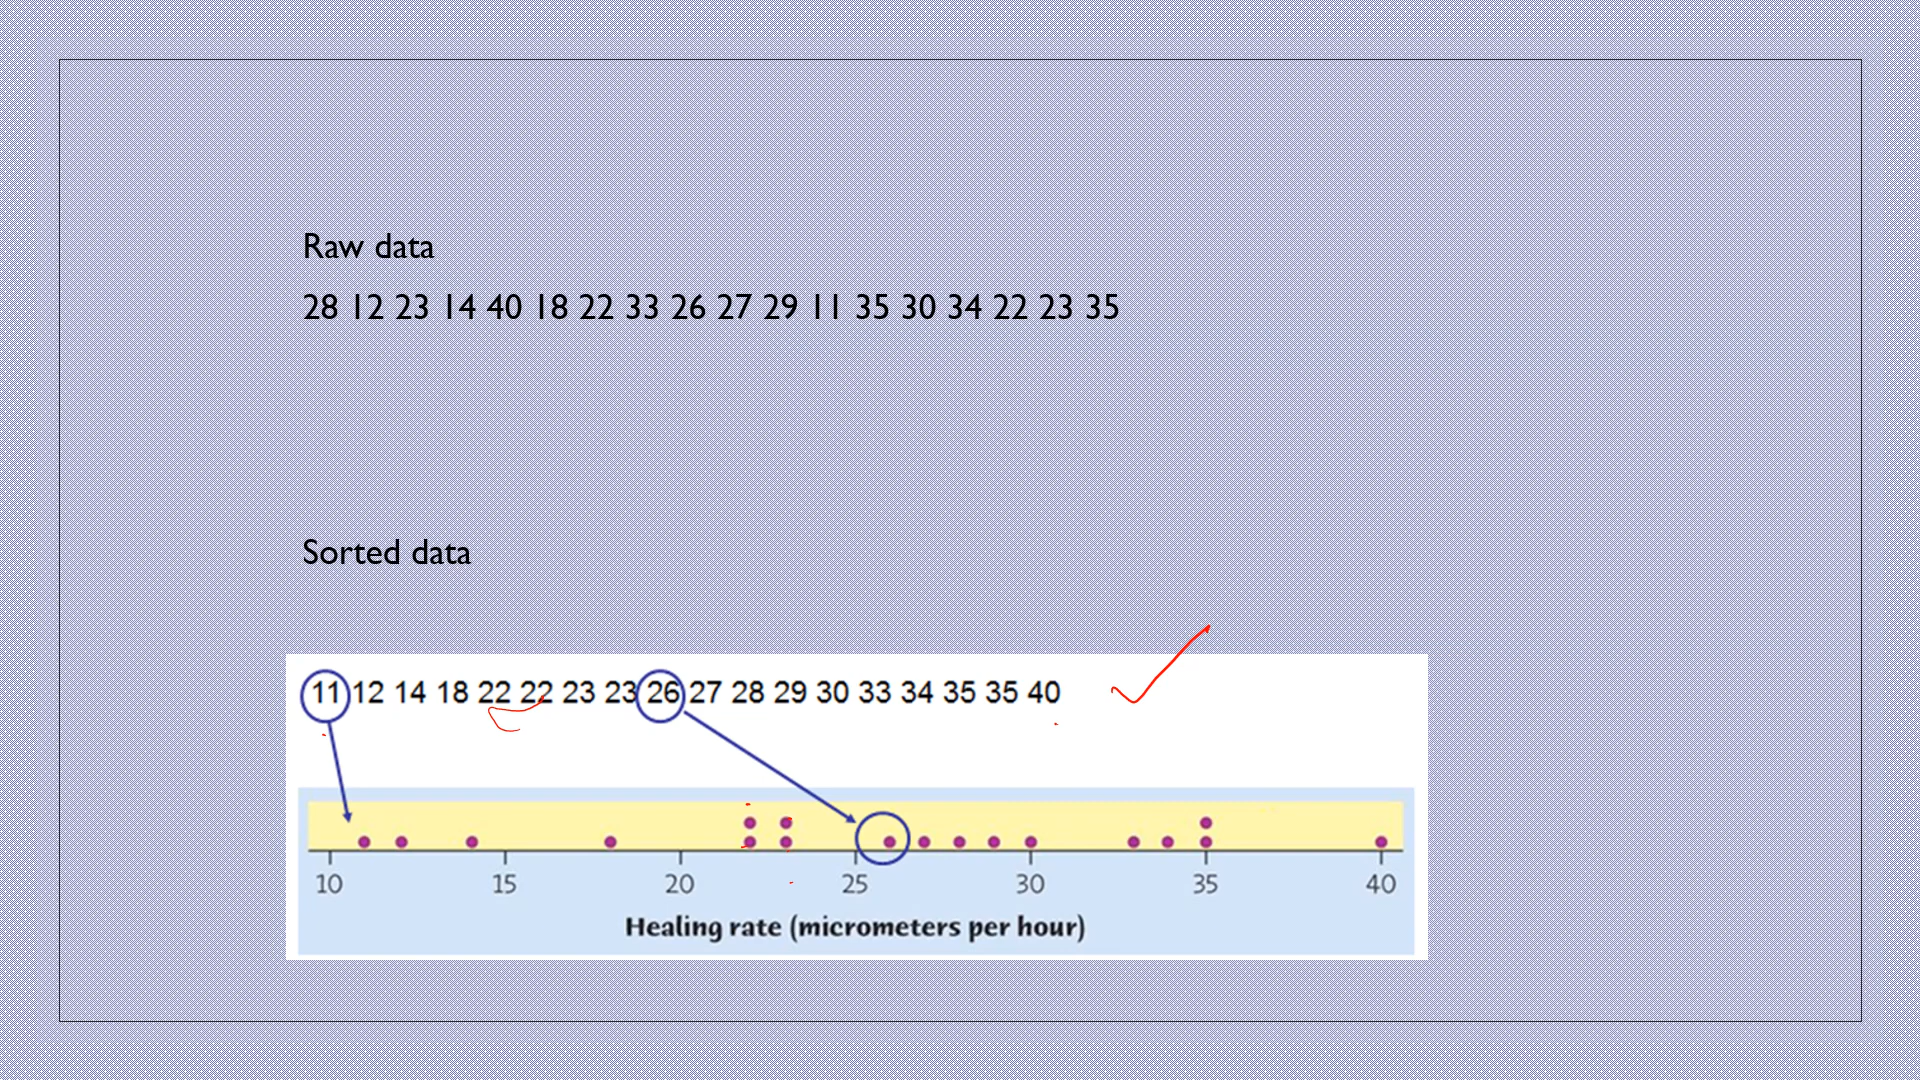 Raw data
28 12 23 14 40 18 22 33 26 27 29 11 35 30 34 22 23 35
Sorted data
11 12 14 18 22 22 23 23 26 27 28 29 30 33 34 35 35 40
10 15 20 25 30 35 40
Healing rate (micrometers per hour)